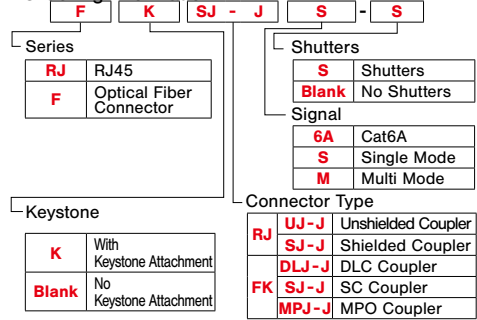 F K SJ - J S - S
Series
RJ RJ45
F Optical Fiber
Connector
Shutters
S Shutters
Blank No Shutters
Signal
6A Cat6A
S Single Mode
M Multi Mode
Keystone
K With
Keystone Attachment
Blank No
Keystone Attachment
Connector Type
RJ UJ-J Unshielded Coupler
SJ-J Shielded Coupler
FK DLJ-J DLC Coupler
SJ-J SC Coupler
MPJ-J MPO Coupler